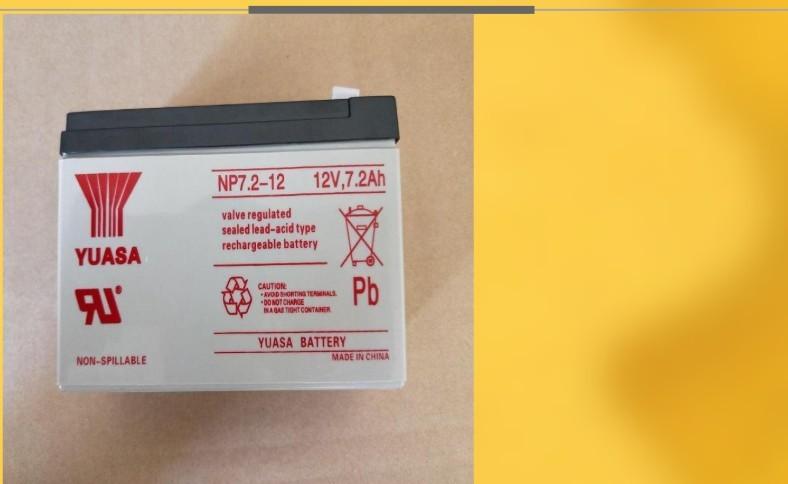 NP7.2-12 12V,7.2Ah
valve regulated
sealed lead-acid type
rechargeable battery
YUASA
CAUTION:
• AVOID SHORTING TERMINALS.
• DO NOT CHARGE
IN A GAS TIGHT CONTAINER.
Pb
RU®
YUASA BATTERY
NON-SPILLABLE
MADE IN CHINA